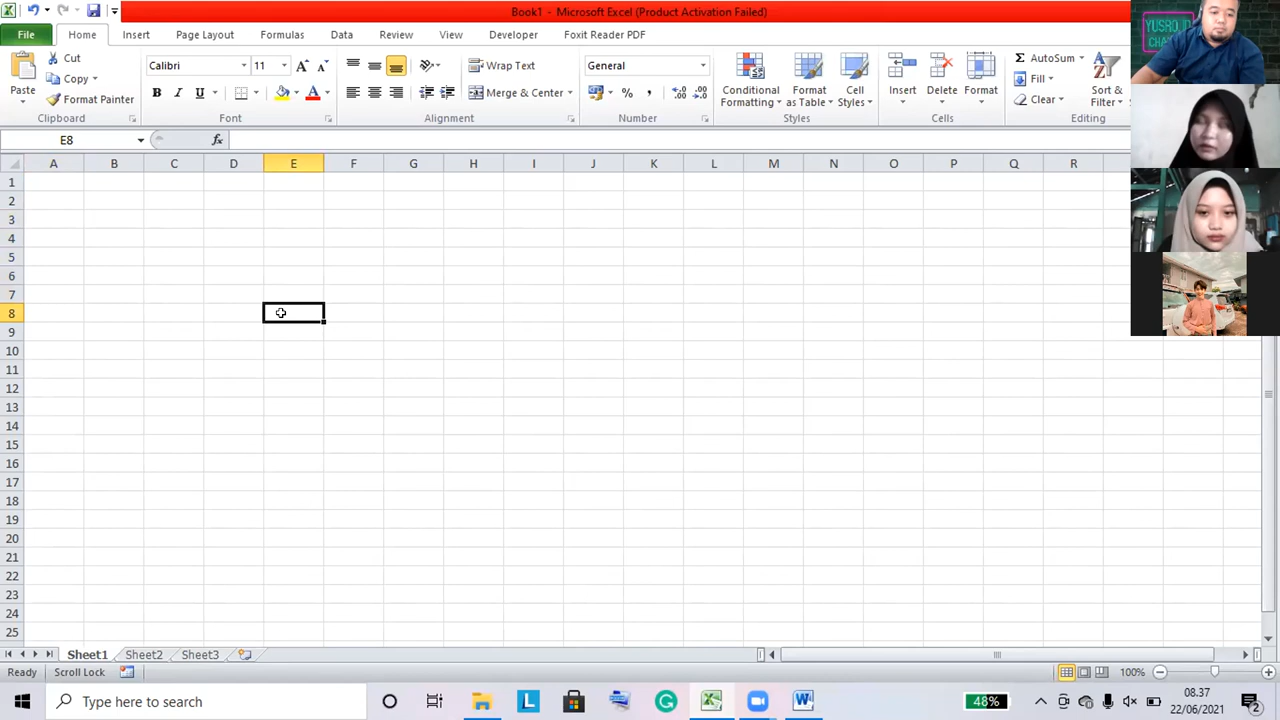 Book1 - Microsoft Excel (Product Activation Failed)
File Home Insert Page Layout Formulas Data Review View Developer Foxit Reader PDF
Cut
Copy
Format Painter
Paste
Clipboard
Calibri 11
B I U
Font
Wrap Text
Merge & Center
Alignment
General
% ,
Number
Conditional Formatting
Format as Table
Cell Styles
Styles
Insert Delete Format
Cells
Σ AutoSum
Fill
Clear
Sort & Filter
Editing
YUSRO
CHA
E8 fx
A B C D E F G H I J K L M N O P Q R
1
2
3
4
5
6
7
8
9
10
11
12
13
14
15
16
17
18
19
20
21
22
23
24
25
Sheet1 Sheet2 Sheet3
Ready Scroll Lock 100%
Type here to search
48%
08.37
22/06/2021
2